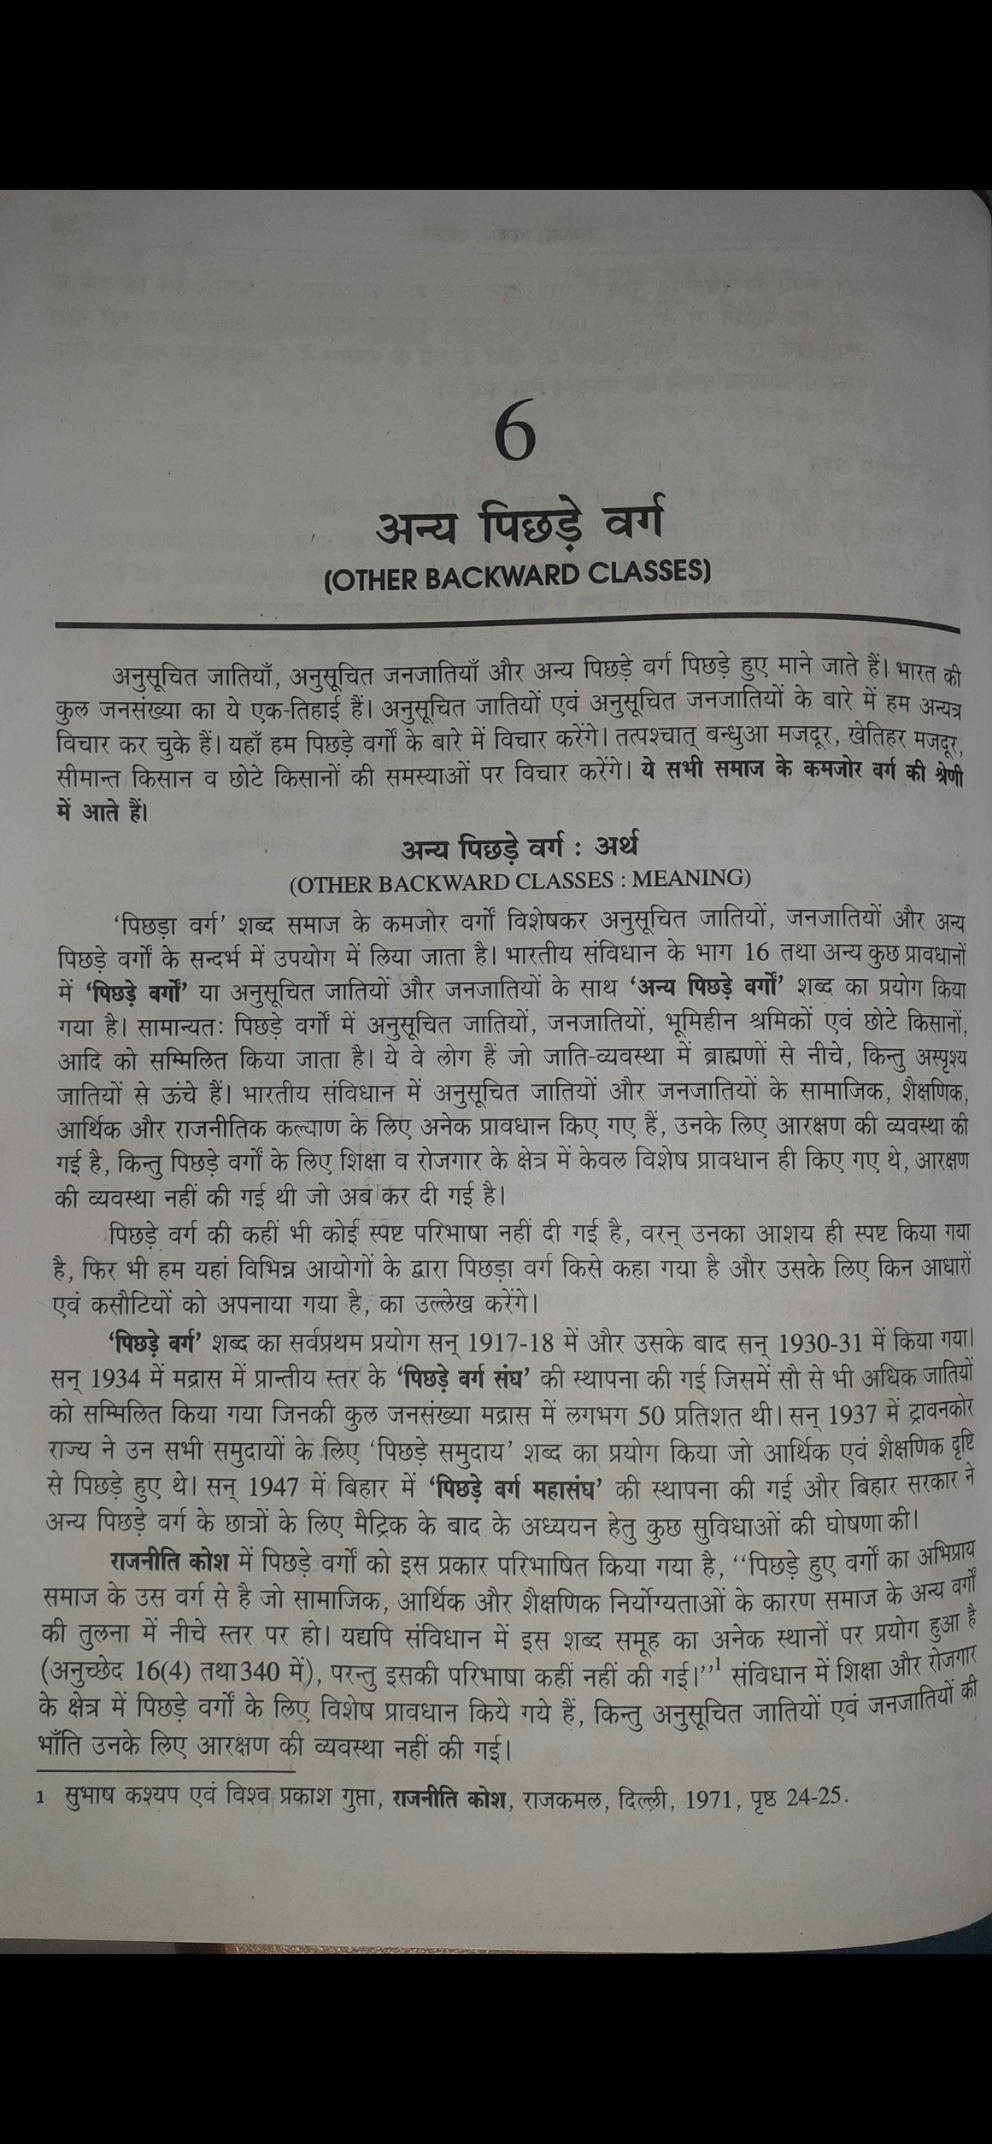 6
अन्य पिछड़े वर्ग
(OTHER BACKWARD CLASSES)
अनुसूचित जातियाँ, अनुसूचित जनजातियाँ और अन्य पिछड़े वर्ग पिछड़े हुए माने जाते हैं। भारत की
कुल जनसंख्या का ये एक-तिहाई हैं। अनुसूचित जातियों एवं अनुसूचित जनजातियों के बारे में हम अन्यत्र
विचार कर चुके हैं। यहाँ हम पिछड़े वर्गों के बारे में विचार करेंगे। तत्पश्चात् बन्धुआ मजदूर, खेतिहर मजदूर,
सीमान्त किसान व छोटे किसानों की समस्याओं पर विचार करेंगे। ये सभी समाज के कमजोर वर्ग की श्रेणी
में आते हैं।
अन्य पिछड़े वर्ग : अर्थ
(OTHER BACKWARD CLASSES : MEANING)
‘पिछड़ा वर्ग’ शब्द समाज के कमजोर वर्गों विशेषकर अनुसूचित जातियों, जनजातियों और अन्य
पिछड़े वर्गों के सन्दर्भ में उपयोग में लिया जाता है। भारतीय संविधान के भाग 16 तथा अन्य कुछ प्रावधानों
में ‘पिछड़े वर्गों’ या अनुसूचित जातियों और जनजातियों के साथ ‘अन्य पिछड़े वर्गों’ शब्द का प्रयोग किया
गया है। सामान्यतः पिछड़े वर्गों में अनुसूचित जातियों, जनजातियों, भूमिहीन श्रमिकों एवं छोटे किसानों,
आदि को सम्मिलित किया जाता है। ये वे लोग हैं जो जाति-व्यवस्था में ब्राह्मणों से नीचे, किन्तु अस्पृश्य
जातियों से ऊंचे हैं। भारतीय संविधान में अनुसूचित जातियों और जनजातियों के सामाजिक, शैक्षणिक,
आर्थिक और राजनीतिक कल्याण के लिए अनेक प्रावधान किए गए हैं, उनके लिए आरक्षण की व्यवस्था की
गई है, किन्तु पिछड़े वर्गों के लिए शिक्षा व रोजगार के क्षेत्र में केवल विशेष प्रावधान ही किए गए थे, आरक्षण
की व्यवस्था नहीं की गई थी जो अब कर दी गई है।
पिछड़े वर्ग की कहीं भी कोई स्पष्ट परिभाषा नहीं दी गई है, वरन् उनका आशय ही स्पष्ट किया गया
है, फिर भी हम यहां विभिन्न आयोगों के द्वारा पिछड़ा वर्ग किसे कहा गया है और उसके लिए किन आधारों
एवं कसौटियों को अपनाया गया है, का उल्लेख करेंगे।
‘पिछड़े वर्ग’ शब्द का सर्वप्रथम प्रयोग सन् 1917-18 में और उसके बाद सन् 1930-31 में किया गया।
सन् 1934 में मद्रास में प्रान्तीय स्तर के ‘पिछड़े वर्ग संघ’ की स्थापना की गई जिसमें सौ से भी अधिक जातियों
को सम्मिलित किया गया जिनकी कुल जनसंख्या मद्रास में लगभग 50 प्रतिशत थी। सन् 1937 में ट्रावनकोर
राज्य ने उन सभी समुदायों के लिए ‘पिछड़े समुदाय’ शब्द का प्रयोग किया जो आर्थिक एवं शैक्षणिक दृष्टि
से पिछड़े हुए थे। सन् 1947 में बिहार में ‘पिछड़े वर्ग महासंघ’ की स्थापना की गई और बिहार सरकार ने
अन्य पिछड़े वर्ग के छात्रों के लिए मैट्रिक के बाद के अध्ययन हेतु कुछ सुविधाओं की घोषणा की।
राजनीति कोश में पिछड़े वर्गों को इस प्रकार परिभाषित किया गया है, ‘‘पिछड़े हुए वर्गों का अभिप्राय
समाज के उस वर्ग से है जो सामाजिक, आर्थिक और शैक्षणिक निर्योग्यताओं के कारण समाज के अन्य वर्गों
की तुलना में नीचे स्तर पर हो। यद्यपि संविधान में इस शब्द समूह का अनेक स्थानों पर प्रयोग हुआ है
(अनुच्छेद 16(4) तथा 340 में), परन्तु इसकी परिभाषा कहीं नहीं की गई।’’¹ संविधान में शिक्षा और रोजगार
के क्षेत्र में पिछड़े वर्गों के लिए विशेष प्रावधान किये गये हैं, किन्तु अनुसूचित जातियों एवं जनजातियों की
भाँति उनके लिए आरक्षण की व्यवस्था नहीं की गई।
1 सुभाष कश्यप एवं विश्व प्रकाश गुप्ता, राजनीति कोश, राजकमल, दिल्ली, 1971, पृष्ठ 24-25.